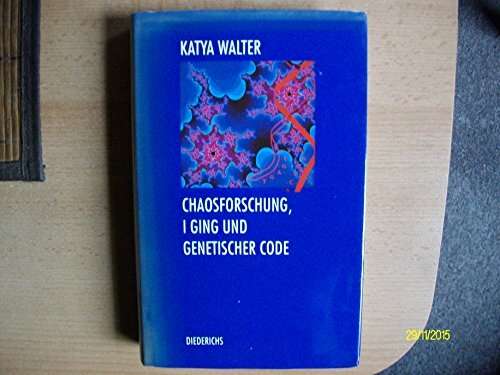 KATYA WALTER
CHAOSFORSCHUNG,
I GING UND
GENETISCHER CODE
DIEDERICHS
29/11/2015